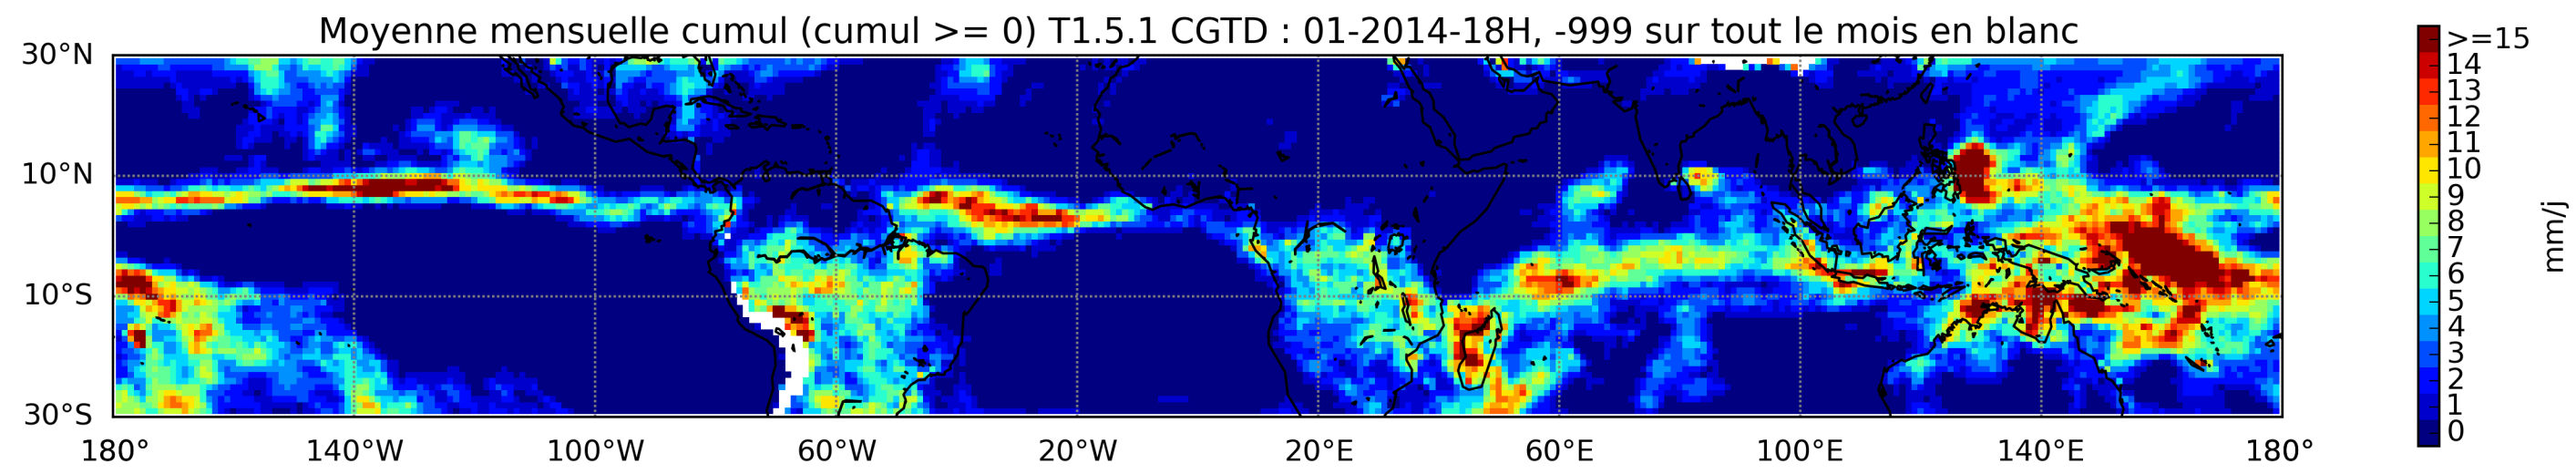 Moyenne mensuelle cumul (cumul >= 0) T1.5.1 CGTD : 01-2014-18H, -999 sur tout le mois en blanc
30°N
10°N
10°S
30°S
180°
140°W
100°W
60°W
20°W
20°E
60°E
100°E
140°E
180°
>=15
14
13
12
11
10
9
8
7
6
5
4
3
2
1
0
mm/j